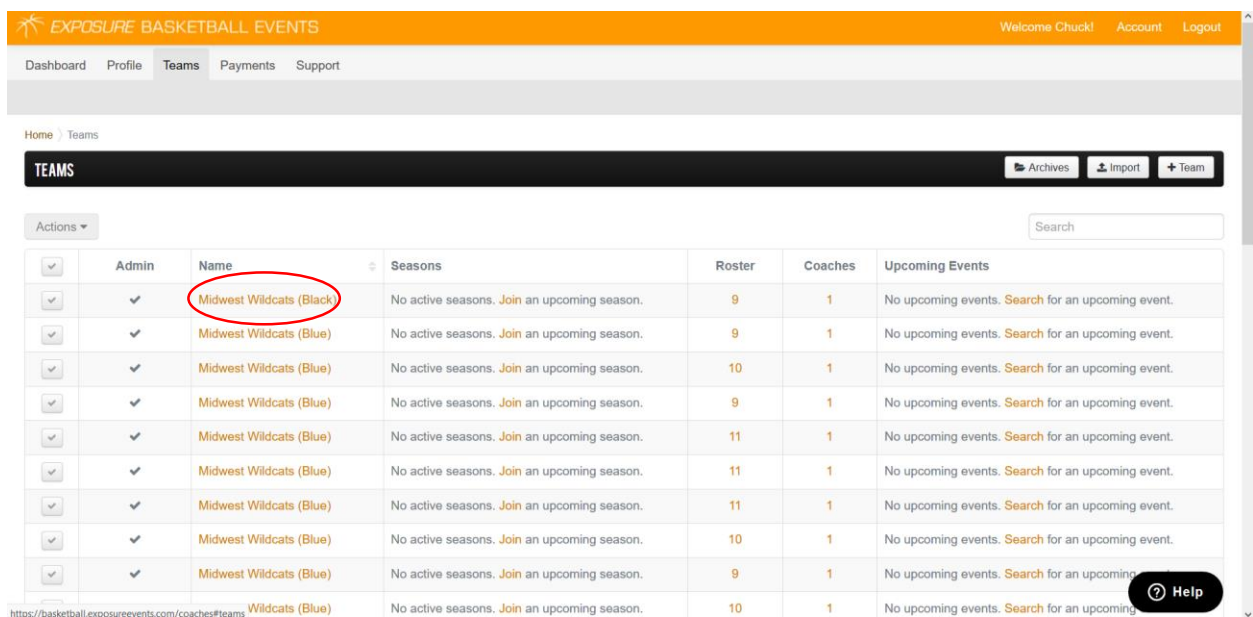 EXPOSURE BASKETBALL EVENTS Welcome Chuck! Account Logout
Dashboard Profile Teams Payments Support
Home Teams
TEAMS Archives Import + Team
Actions Search
Admin Name Seasons Roster Coaches Upcoming Events
Midwest Wildcats (Black) No active seasons. Join an upcoming season. 9 1 No upcoming events. Search for an upcoming event.
Midwest Wildcats (Blue) No active seasons. Join an upcoming season. 9 1 No upcoming events. Search for an upcoming event.
Midwest Wildcats (Blue) No active seasons. Join an upcoming season. 10 1 No upcoming events. Search for an upcoming event.
Midwest Wildcats (Blue) No active seasons. Join an upcoming season. 9 1 No upcoming events. Search for an upcoming event.
Midwest Wildcats (Blue) No active seasons. Join an upcoming season. 11 1 No upcoming events. Search for an upcoming event.
Midwest Wildcats (Blue) No active seasons. Join an upcoming season. 11 1 No upcoming events. Search for an upcoming event.
Midwest Wildcats (Blue) No active seasons. Join an upcoming season. 11 1 No upcoming events. Search for an upcoming event.
Midwest Wildcats (Blue) No active seasons. Join an upcoming season. 10 1 No upcoming events. Search for an upcoming event.
Midwest Wildcats (Blue) No active seasons. Join an upcoming season. 9 1 No upcoming events. Search for an upcoming
Help
Wildcats (Blue) No active seasons. Join an upcoming season. 10 1 No upcoming events. Search for an upcoming
https://basketball.exposureevents.com/coaches#teams